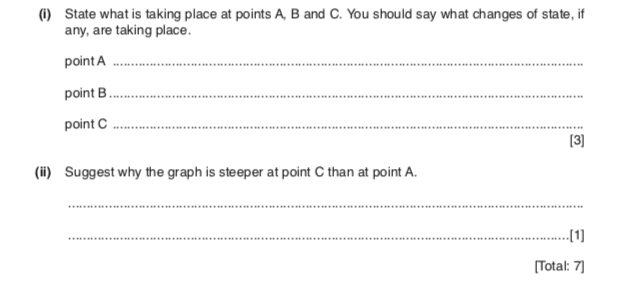 (i) State what is taking place at points A, B and C. You should say what changes of state, if
any, are taking place.
point A ........................................................................................................................
point B ........................................................................................................................
point C ........................................................................................................................
[3]
(ii) Suggest why the graph is steeper at point C than at point A.
........................................................................................................................
........................................................................................................................[1]
[Total: 7]